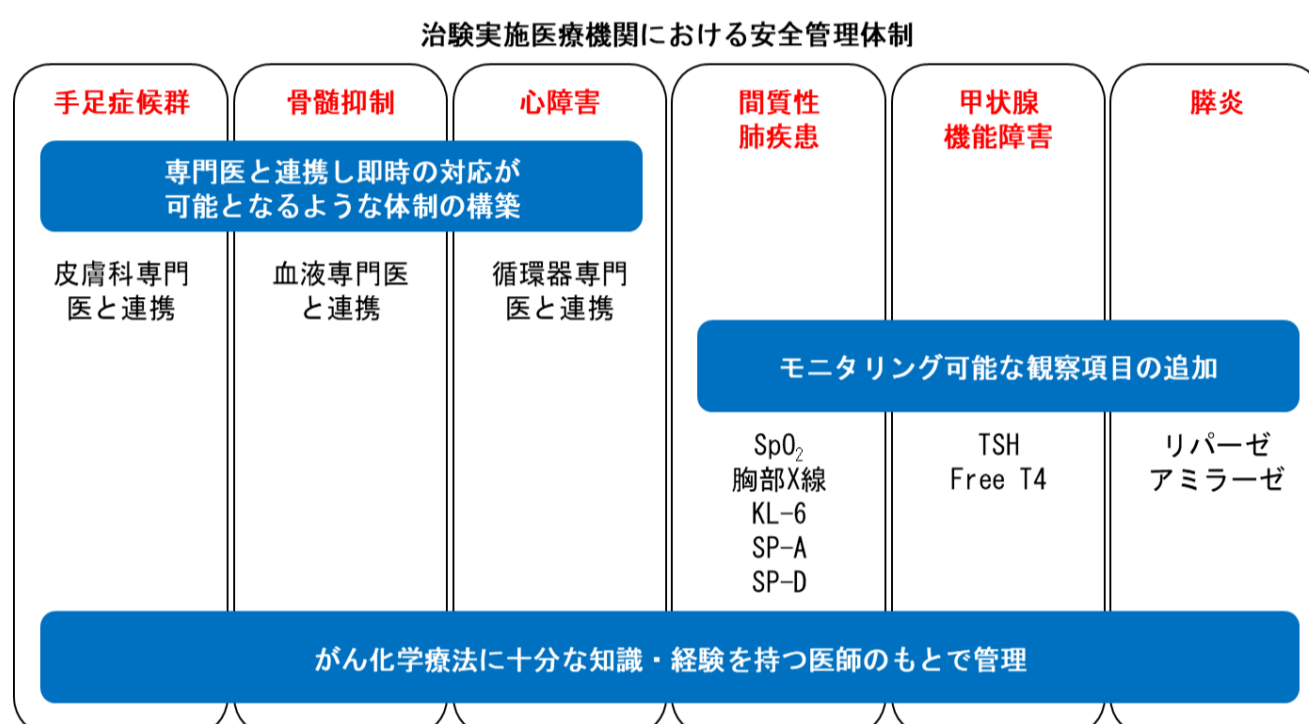 治験実施医療機関における安全管理体制
手足症候群
骨髄抑制
心障害
間質性
肺疾患
甲状腺
機能障害
膵炎
専門医と連携し即時の対応が
可能となるような体制の構築
皮膚科専門
医と連携
血液専門医
と連携
循環器専門
医と連携
モニタリング可能な観察項目の追加
SpO₂
胸部X線
KL-6
SP-A
SP-D
TSH
Free T4
リパーゼ
アミラーゼ
がん化学療法に十分な知識・経験を持つ医師のもとで管理